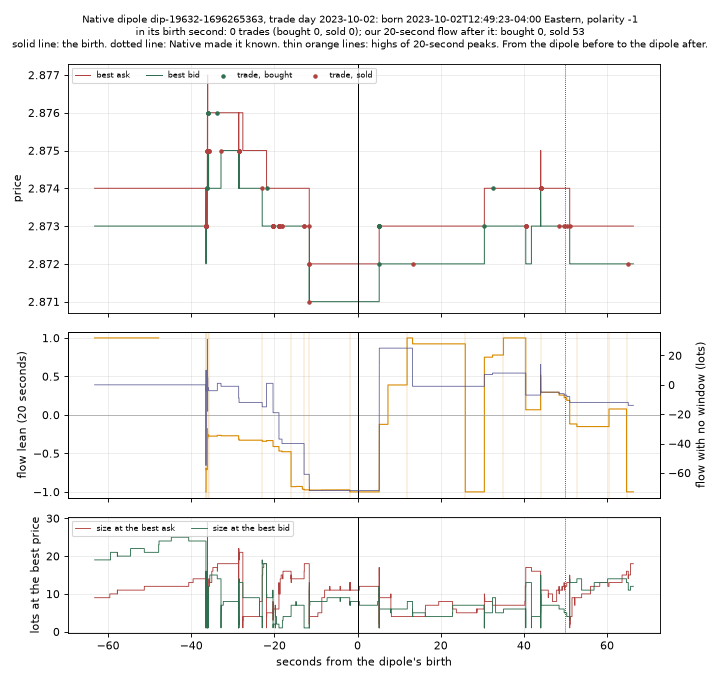 Native dipole dip-19632-1696265363, trade day 2023-10-02: born 2023-10-02T12:49:23-04:00 Eastern, polarity -1
in its birth second: 0 trades (bought 0, sold 0); our 20-second flow after it: bought 0, sold 53
solid line: the birth. dotted line: Native made it known. thin orange lines: highs of 20-second peaks. From the dipole before to the dipole after.
best ask best bid trade, bought trade, sold
2.877
2.876
2.875
2.874
2.873
2.872
2.871
price
1.0
0.5
0.0
−0.5
−1.0
flow lean (20 seconds)
20
0
−20
−40
−60
flow with no window (lots)
size at the best ask size at the best bid
30
20
10
0
lots at the best price
−60 −40 −20 0 20 40 60
seconds from the dipole's birth